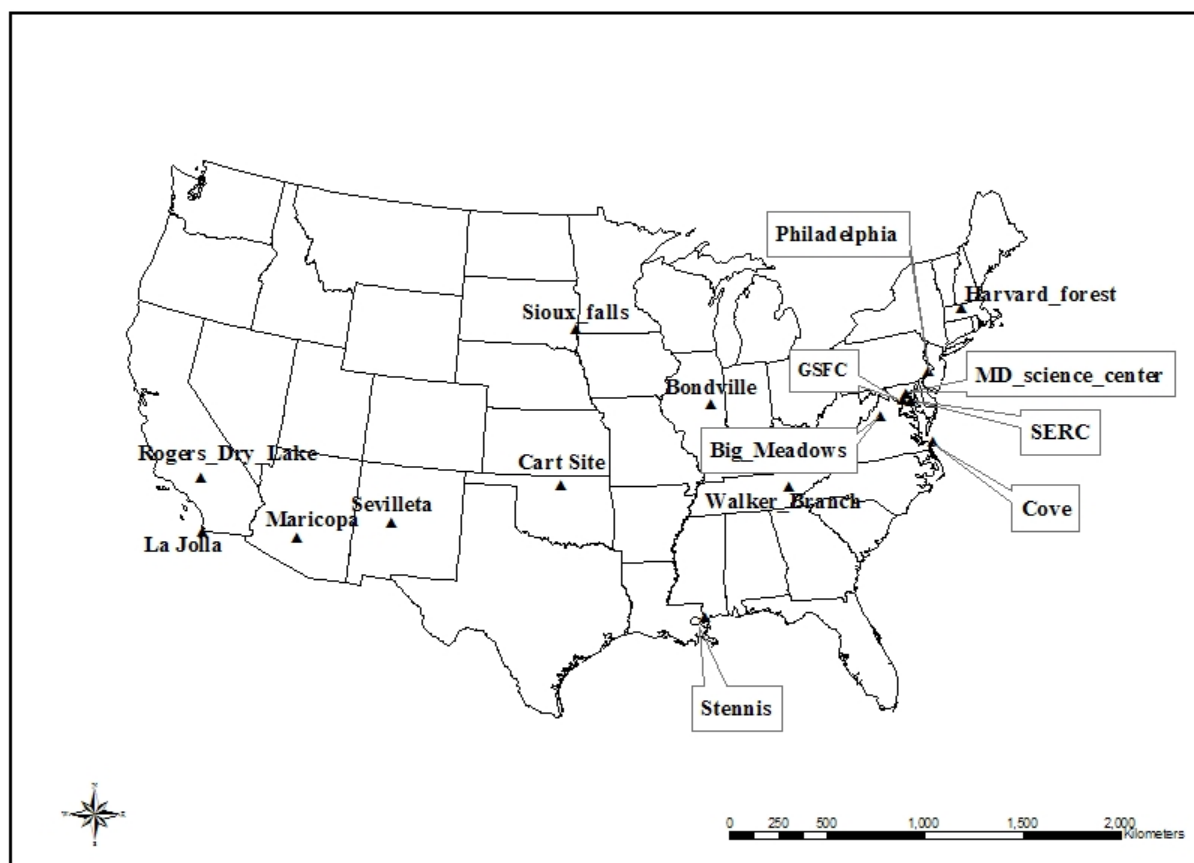 Philadelphia
Harvard_forest
Sioux_falls
GSFC
MD_science_center
Bondville
SERC
Big_Meadows
Rogers_Dry_Lake
Cart Site
Walker_Branch
Sevilleta
Cove
Maricopa
La Jolla
Stennis
N
0 250 500 1,000 1,500 2,000
Kilometers